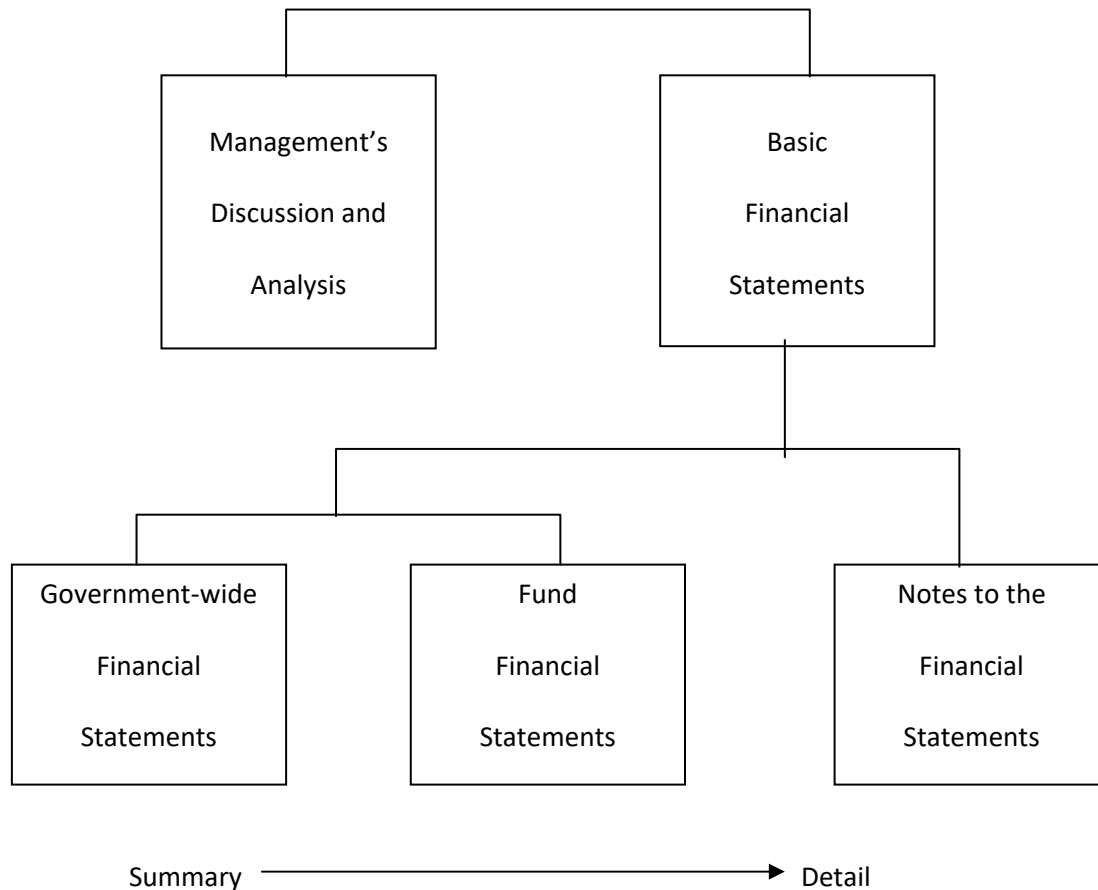 Management’s
Discussion and
Analysis
Basic
Financial
Statements
Government-wide
Financial
Statements
Fund
Financial
Statements
Notes to the
Financial
Statements
Summary
Detail